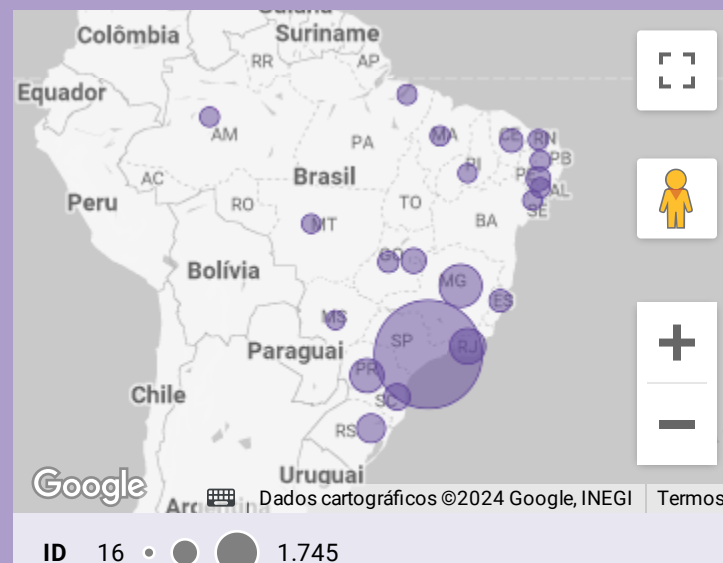 Guiana
Suriname
Colômbia
RR
AP
Equador
AM
PA
MA
CE
RN
PB
PI
PE
AC
Brasil
AL
RO
TO
SE
Peru
BA
MT
Bolívia
GO
MG
ES
MS
SP
RJ
Paraguai
PR
Chile
SC
RS
Uruguai
Google
Argentina
Dados cartográficos ©2024 Google, INEGI
Termos
ID 16 1.745